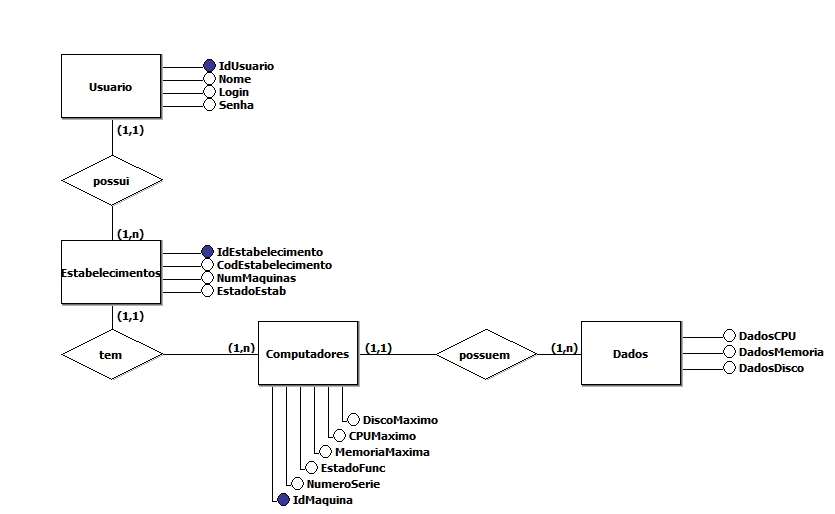 Usuario
IdUsuario
Nome
Login
Senha
(1,1)
possui
(1,n)
Estabelecimentos
IdEstabelecimento
CodEstabelecimento
NumMaquinas
EstadoEstab
(1,1)
tem
(1,n)
Computadores
(1,1)
possuem
(1,n)
Dados
DadosCPU
DadosMemoria
DadosDisco
DiscoMaximo
CPUMaximo
MemoriaMaxima
EstadoFunc
NumeroSerie
IdMaquina